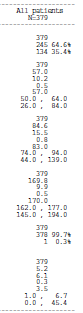 All patients
N=379
379
245 64.6%
134 35.4%
379
57.0
10.2
0.5
57.0
50.0 , 64.0
26.0 , 84.0
379
84.6
15.5
0.8
83.0
74.0 , 94.0
44.0 , 139.0
379
169.8
9.9
0.5
170.0
162.0 , 177.0
145.0 , 194.0
379
378 99.7%
1 0.3%
379
5.2
6.1
0.3
3.5
1.0 , 6.7
0.0 , 45.4